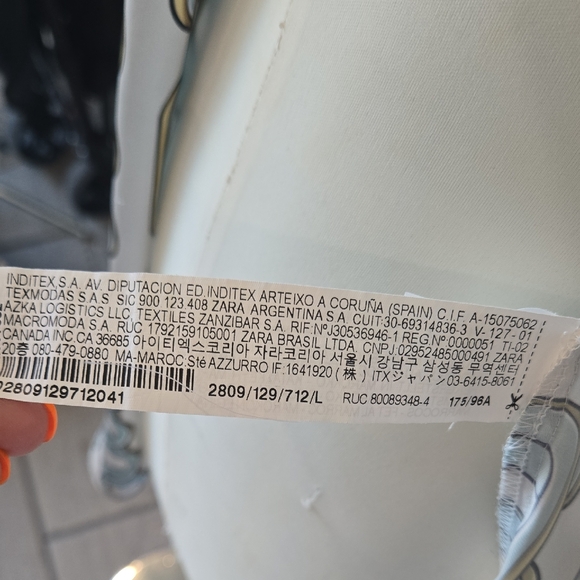 INDITEX,S.A. AV. DIPUTACION ED.INDITEX ARTEIXO A CORUÑA (SPAIN) C.I.F. A-15075062
TEXMODAS S.A.S. SIC 900 123 408 ZARA ARGENTINA S.A. CUIT 30-69314836-3 V-127-01
AZKA LOGISTICS LLC TEXTILES ZANZIBAR S.A. RIF:NºJ30536946-1 REG.Nº 0000051 TI-02
MACROMODA S.A. RUC 1792159105001 ZARA BRASIL LTDA. CNPJ.02952485000491 ZARA
CANADA INC.CA 36685 아이티엑스코리아 자라코리아 서울시 강남구 삼성동 무역센터
20층 080-479-0880 MA-MAROC.Sté AZZURRO IF:1641920 (株) ITX ジャパン 03-6415-8061
02809129712041 2809/129/712/L RUC 80089348-4 175/96A